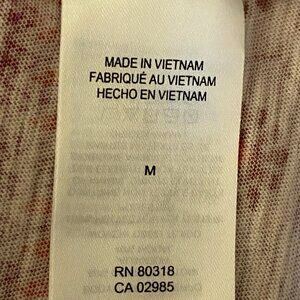 MADE IN VIETNAM
FABRIQUÉ AU VIETNAM
HECHO EN VIETNAM
M
RN 80318
CA 02985